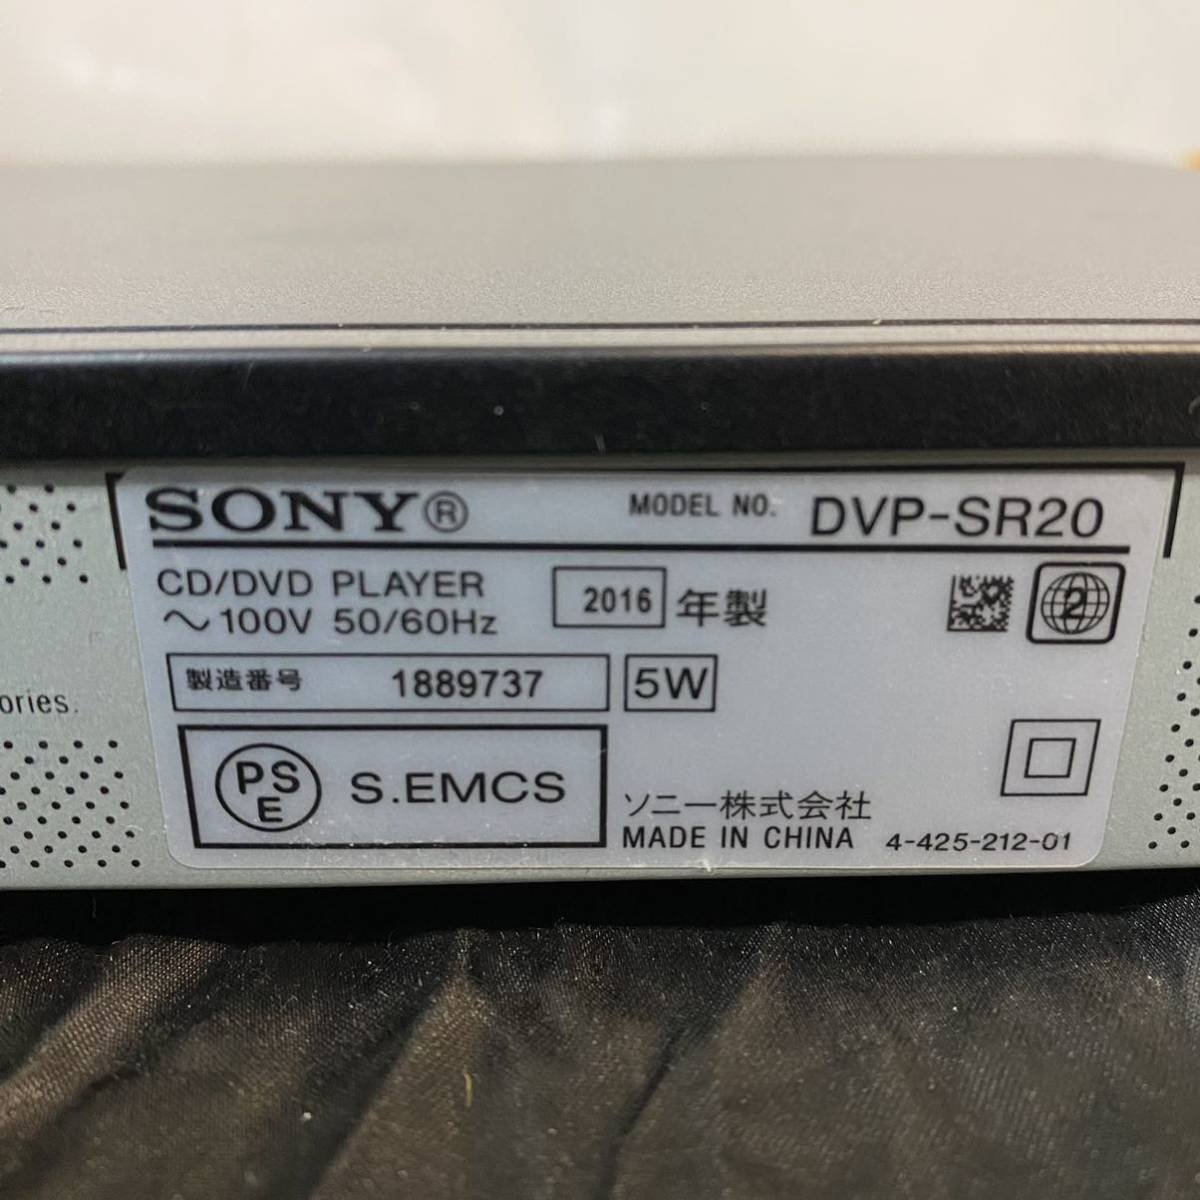 SONY® MODEL NO. DVP-SR20
CD/DVD PLAYER
～100V 50/60Hz
2016 年製
2
製造番号 1889737 5W
PSE S.EMCS
ソニー株式会社
MADE IN CHINA 4-425-212-01
ories.